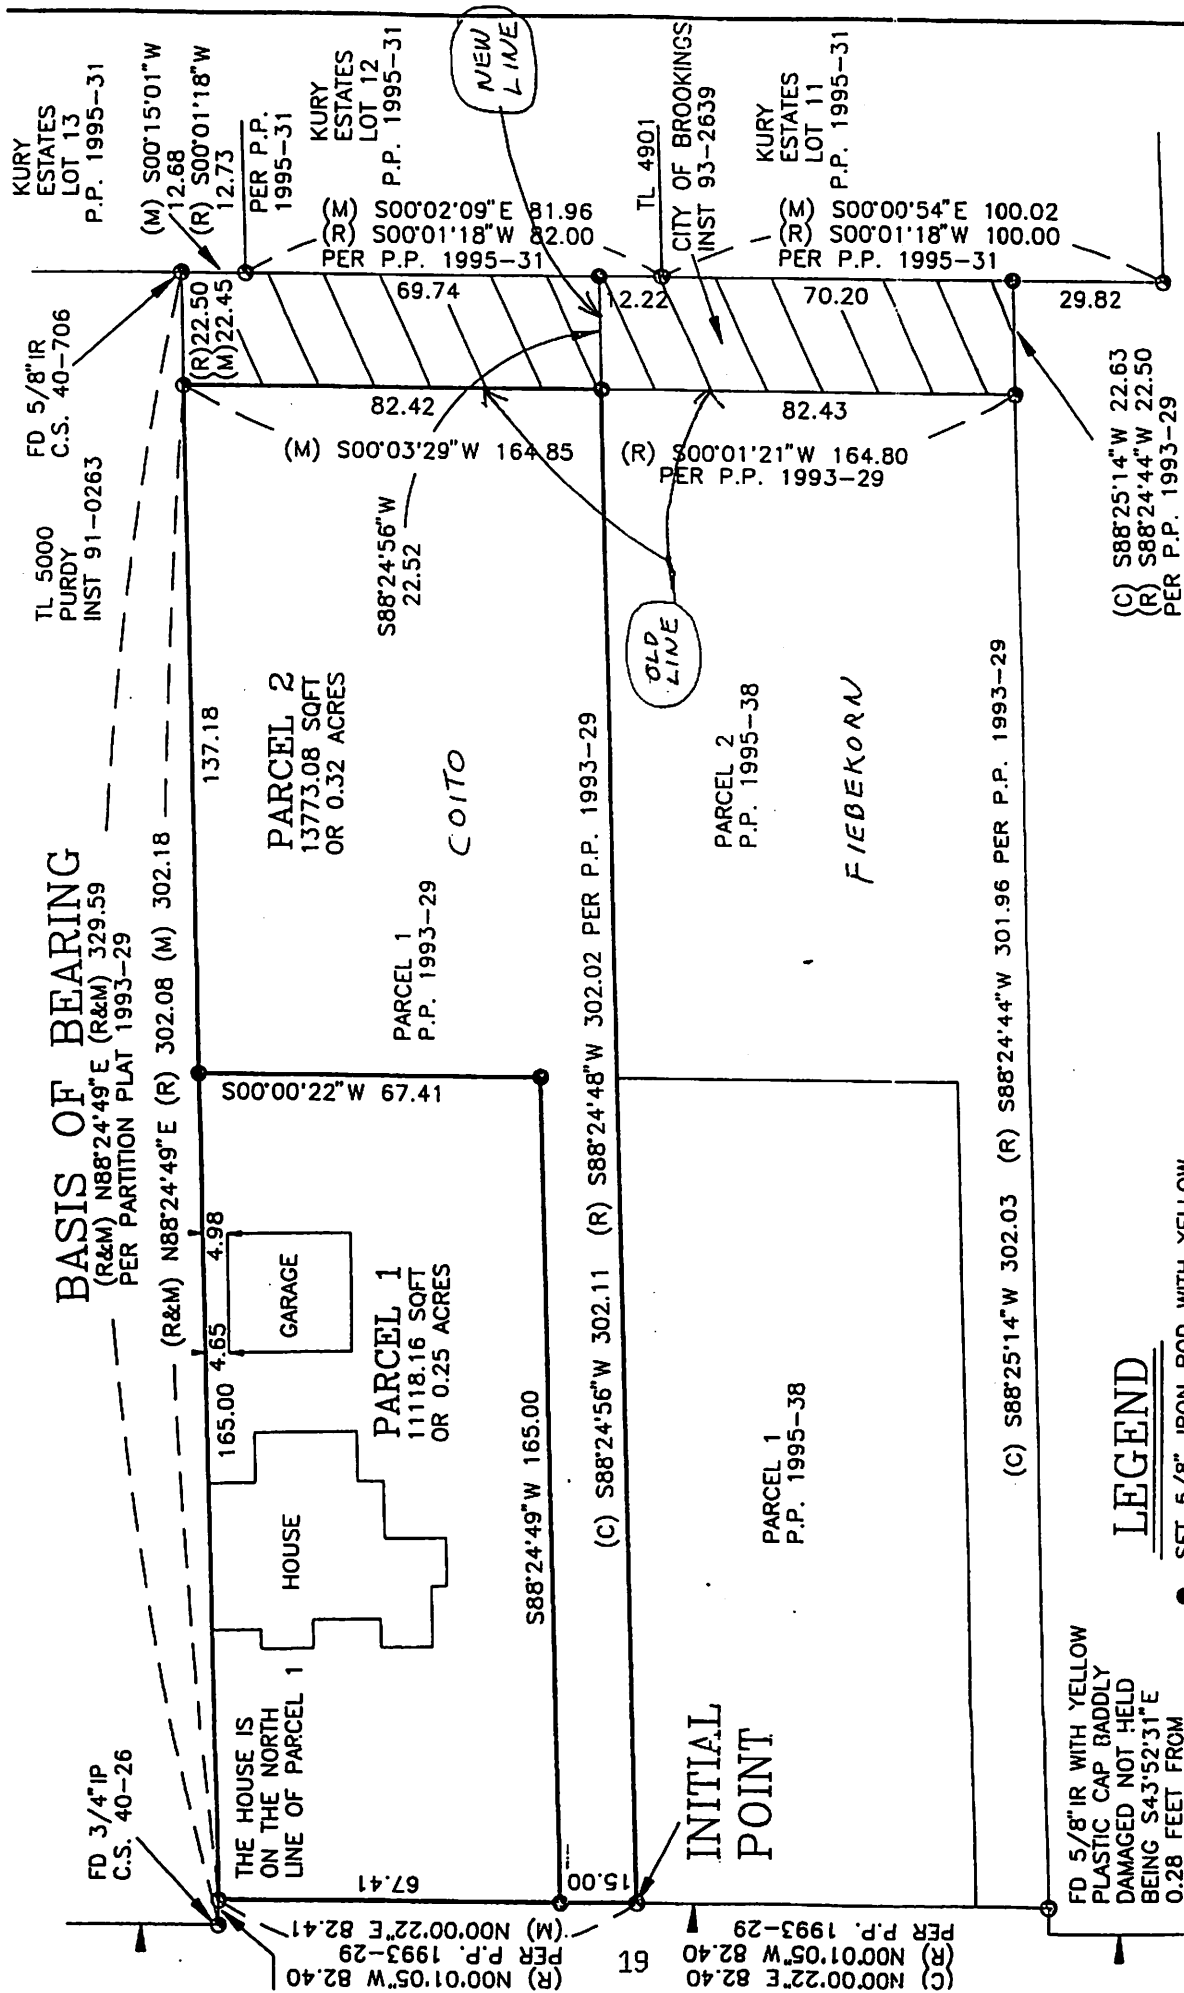 KURY
ESTATES
LOT 13
P.P. 1995-31
(M) S00°15'01"W
12.68
(R) S00°01'18"W
12.73
PER P.P.
1995-31
KURY
ESTATES
LOT 12
P.P. 1995-31
NEW
LINE
(M) S00°02'09"E 81.96
(R) S00°01'18"W 82.00
PER P.P. 1995-31
TL 4901
CITY OF BROOKINGS
INST 93-2639
KURY
ESTATES
LOT 11
P.P. 1995-31
(M) S00°00'54"E 100.02
(R) S00°01'18"W 100.00
PER P.P. 1995-31
FD 5/8"IR
C.S. 40-706
(R)22.50
(M)22.45
69.74
12.22
70.20
29.82
82.42
82.43
(M) S00°03'29"W 164.85
(R) S00°01'21"W 164.80
PER P.P. 1993-29
(C) S88°25'14"W 22.63
(R) S88°24'44"W 22.50
PER P.P. 1993-29
TL 5000
PURDY
INST 91-0263
S88°24'56"W
22.52
OLD
LINE
BASIS OF BEARING
(R&M) N88°24'49"E (R&M) 329.59
PER PARTITION PLAT 1993-29
(R&M) N88°24'49"E (R) 302.08 (M) 302.18
137.18
PARCEL 2
13773.08 SQFT
OR 0.32 ACRES
COITO
PARCEL 1
P.P. 1993-29
S00°00'22"W 67.41
(C) S88°24'56"W 302.11 (R) S88°24'48"W 302.02 PER P.P. 1993-29
PARCEL 2
P.P. 1995-38
FIEBEKORN
(C) S88°25'14"W 302.03 (R) S88°24'44"W 301.96 PER P.P. 1993-29
165.00
4.65
4.98
GARAGE
PARCEL 1
11118.16 SQFT
OR 0.25 ACRES
HOUSE
S88°24'49"W 165.00
PARCEL 1
P.P. 1995-38
FD 3/4"IP
C.S. 40-26
THE HOUSE IS
ON THE NORTH
LINE OF PARCEL 1
67.41
15.00
INITIAL
POINT
(M) N00°00'22"E 82.41
PER P.P. 1993-29
(R) N00°01'05"W 82.40
19
PER P.P. 1993-29
(R) N00°01'05"W 82.40
(C) N00°00'22"E 82.40
LEGEND
SET 5/8" IRON ROD WITH YELLOW
FD 5/8"IR WITH YELLOW
PLASTIC CAP BADDLY
DAMAGED NOT HELD
BEING S43°52'31"E
0.28 FEET FROM